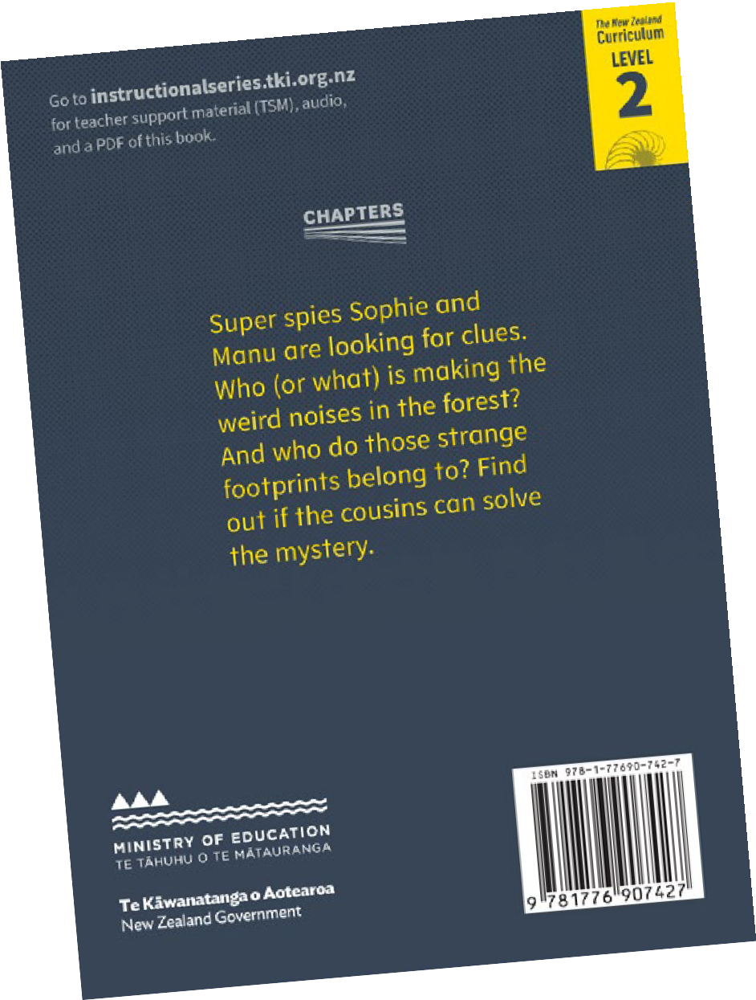 Go to instructionalseries.tki.org.nz
for teacher support material (TSM), audio,
and a PDF of this book.
The New Zealand
Curriculum
LEVEL
2
CHAPTERS
Super spies Sophie and
Manu are looking for clues.
Who (or what) is making the
weird noises in the forest?
And who do those strange
footprints belong to? Find
out if the cousins can solve
the mystery.
MINISTRY OF EDUCATION
TE TĀHUHU O TE MĀTAURANGA
Te Kāwanatanga o Aotearoa
New Zealand Government
ISBN 978-1-77690-742-7
9 781776 907427